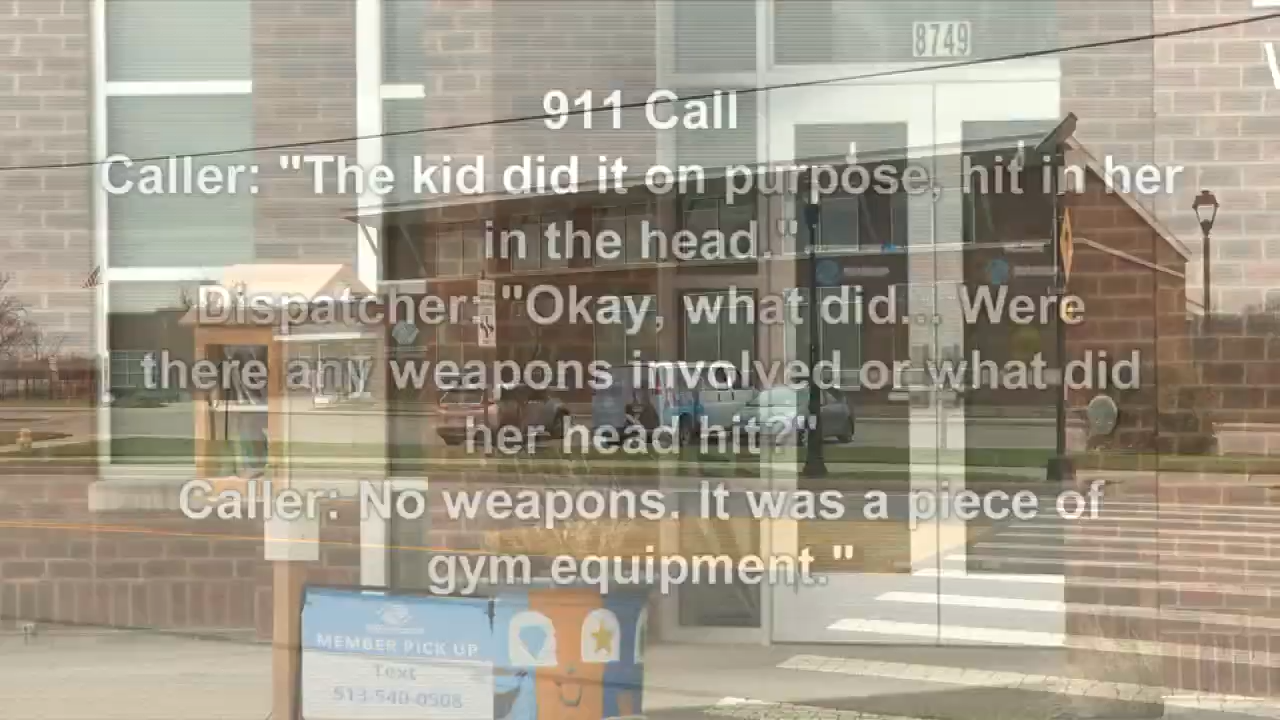 8749
911 Call
Caller: "The kid did it on purpose, hit in her
in the head."
Dispatcher: "Okay, what did... Were
there any weapons involved or what did
her head hit?"
Caller: No weapons. It was a piece of
gym equipment."
MEMBER PICK UP
Text
513-540-0508